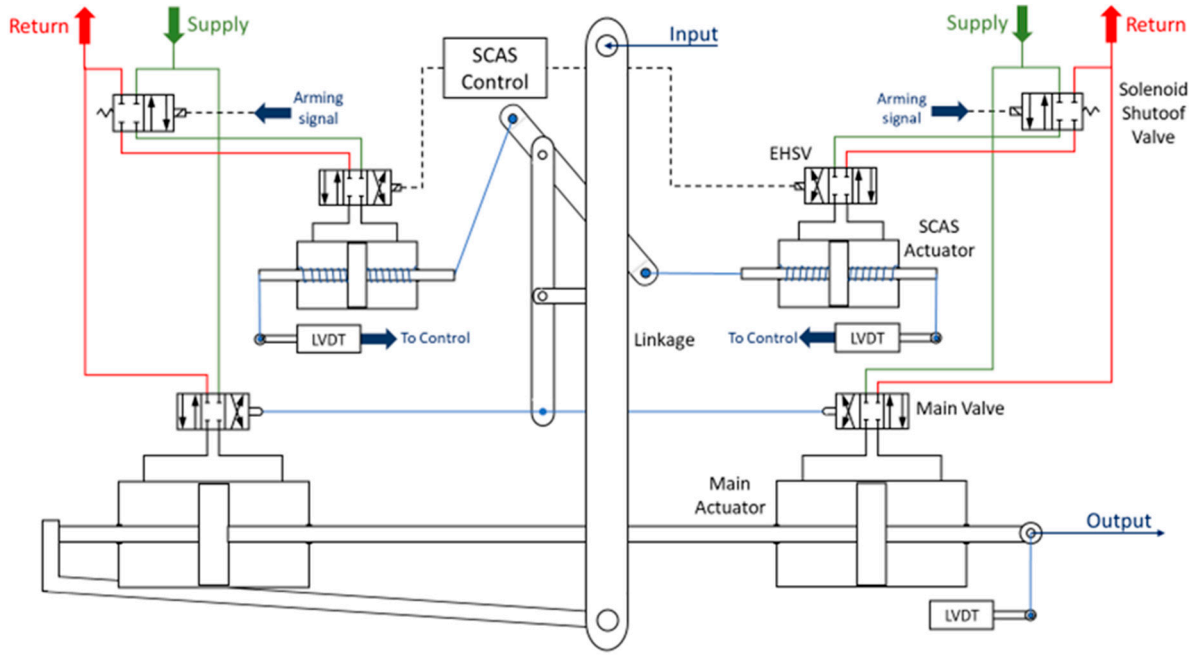 Return
Supply
SCAS
Control
Input
Supply
Return
Arming
signal
Arming
signal
Solenoid
Shutoof
Valve
EHSV
SCAS
Actuator
LVDT
To Control
Linkage
To Control
LVDT
Main Valve
Main
Actuator
Output
LVDT